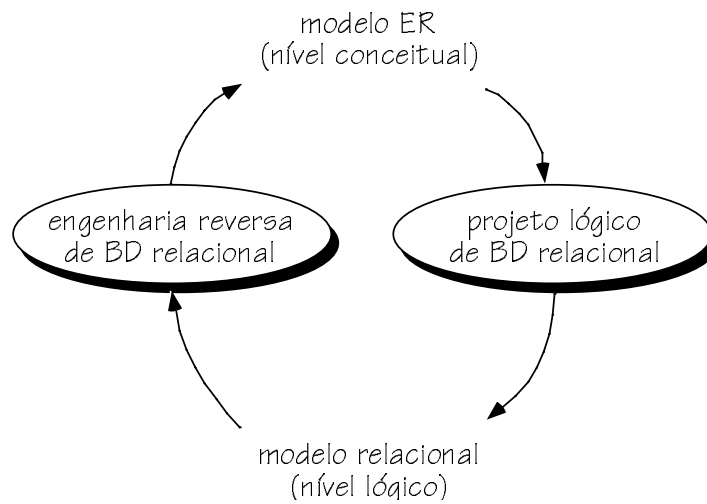 modelo ER
(nível conceitual)
engenharia reversa
de BD relacional
projeto lógico
de BD relacional
modelo relacional
(nível lógico)